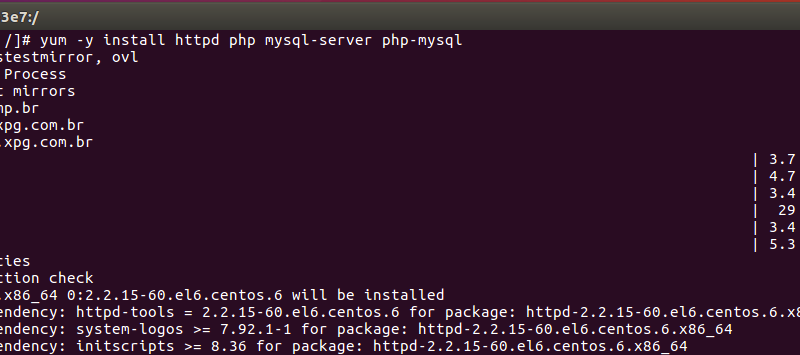 3e7:/
/]# yum -y install httpd php mysql-server php-mysql
stestmirror, ovl
Process
t mirrors
mp.br
xpg.com.br
.xpg.com.br
| 3.7
| 4.7
| 3.4
| 29
| 3.4
| 5.3
cies
ction check
.x86_64 0:2.2.15-60.el6.centos.6 will be installed
endency: httpd-tools = 2.2.15-60.el6.centos.6 for package: httpd-2.2.15-60.el6.centos.6.x8
endency: system-logos >= 7.92.1-1 for package: httpd-2.2.15-60.el6.centos.6.x86_64
endency: initscripts >= 8.36 for package: httpd-2.2.15-60.el6.centos.6.x86_64